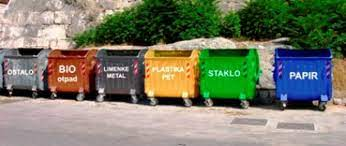 OSTALO
BIO
otpad
LIMENKE
METAL
PLASTIKA
PET
STAKLO
PAPIR